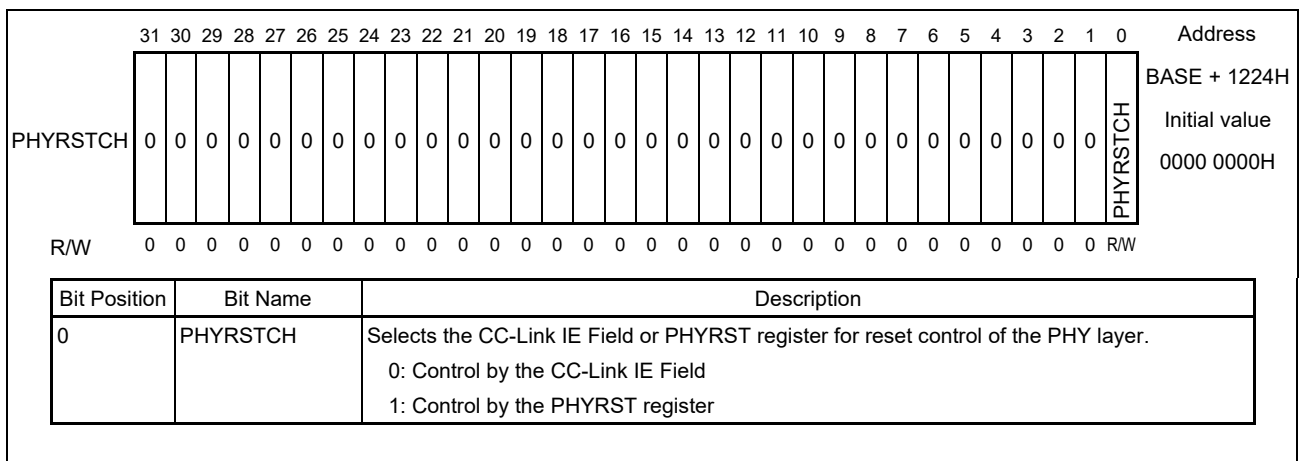 31 30 29 28 27 26 25 24 23 22 21 20 19 18 17 16 15 14 13 12 11 10 9 8 7 6 5 4 3 2 1 0 Address
BASE + 1224H
PHYRSTCH 0 0 0 0 0 0 0 0 0 0 0 0 0 0 0 0 0 0 0 0 0 0 0 0 0 0 0 0 0 0 0 PHYRSTCH
Initial value
0000 0000H
R/W 0 0 0 0 0 0 0 0 0 0 0 0 0 0 0 0 0 0 0 0 0 0 0 0 0 0 0 0 0 0 0 R/W
Bit Position Bit Name Description
0 PHYRSTCH Selects the CC-Link IE Field or PHYRST register for reset control of the PHY layer.
0: Control by the CC-Link IE Field
1: Control by the PHYRST register